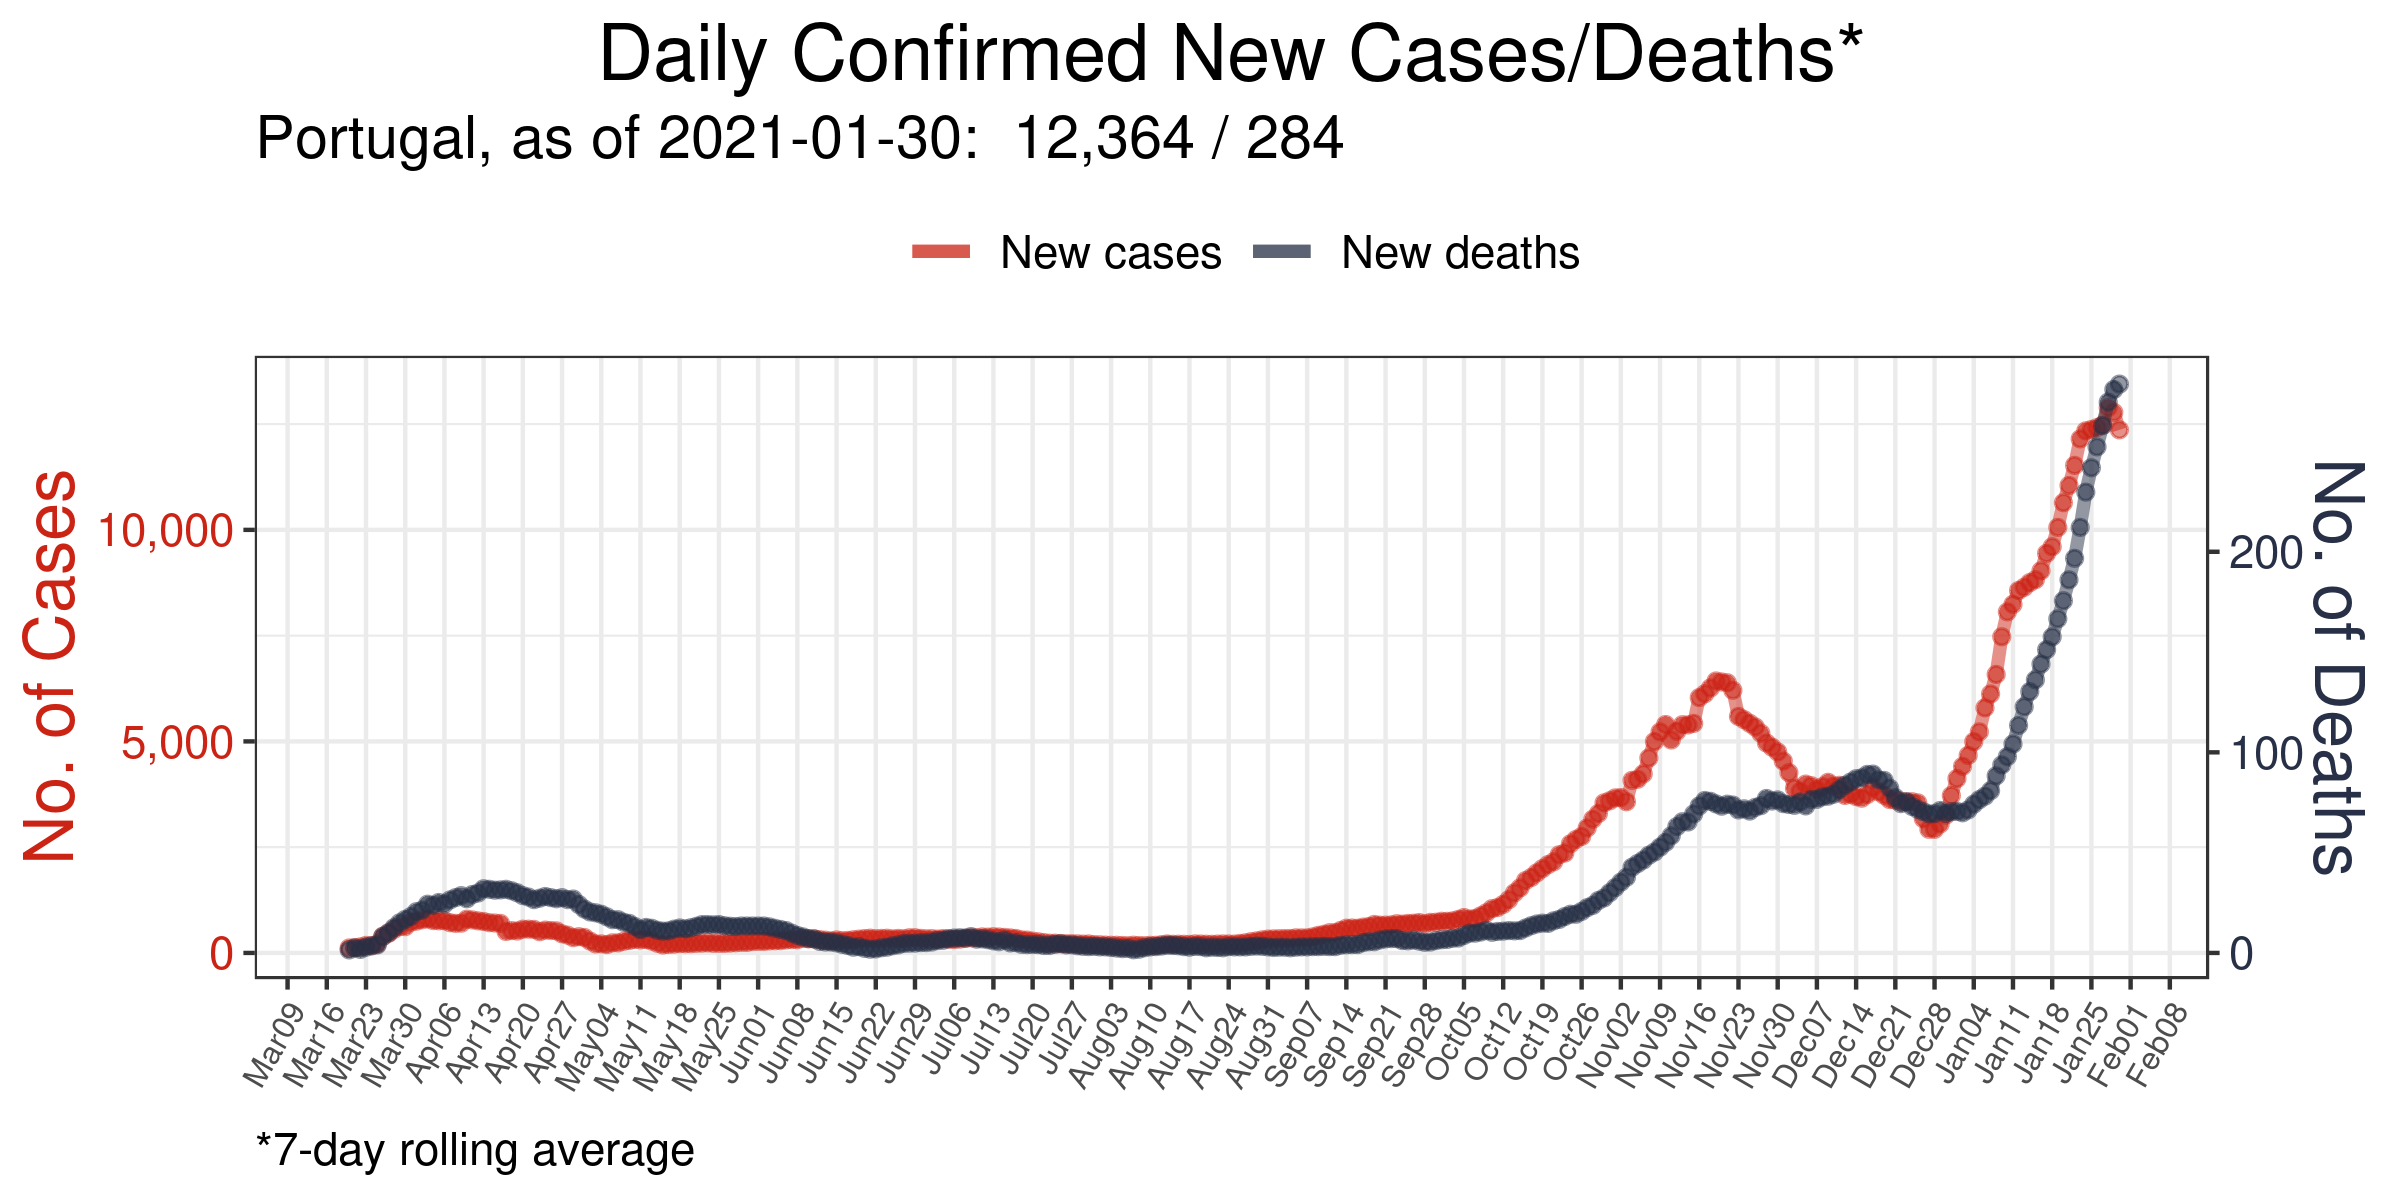 Daily Confirmed New Cases/Deaths*
Portugal, as of 2021-01-30:  12,364 / 284
New cases
New deaths
No. of Cases
10,000
5,000
0
No. of Deaths
200
100
0
Mar09
Mar16
Mar23
Mar30
Apr06
Apr13
Apr20
Apr27
May04
May11
May18
May25
Jun01
Jun08
Jun15
Jun22
Jun29
Jul06
Jul13
Jul20
Jul27
Aug03
Aug10
Aug17
Aug24
Aug31
Sep07
Sep14
Sep21
Sep28
Oct05
Oct12
Oct19
Oct26
Nov02
Nov09
Nov16
Nov23
Nov30
Dec07
Dec14
Dec21
Dec28
Jan04
Jan11
Jan18
Jan25
Feb01
Feb08
*7-day rolling average